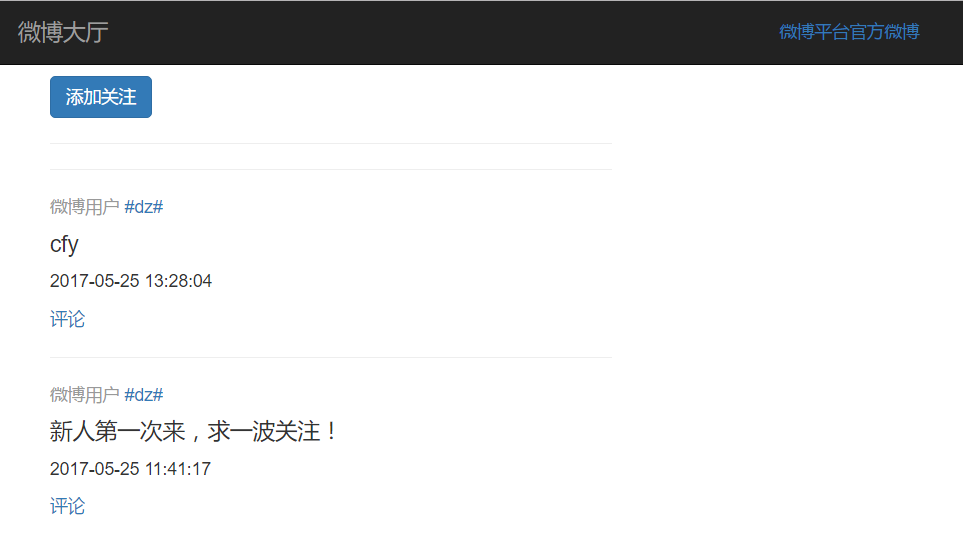 微博大厅 微博平台官方微博
添加关注
微博用户 #dz#
cfy
2017-05-25 13:28:04
评论
微博用户 #dz#
新人第一次来，求一波关注！
2017-05-25 11:41:17
评论